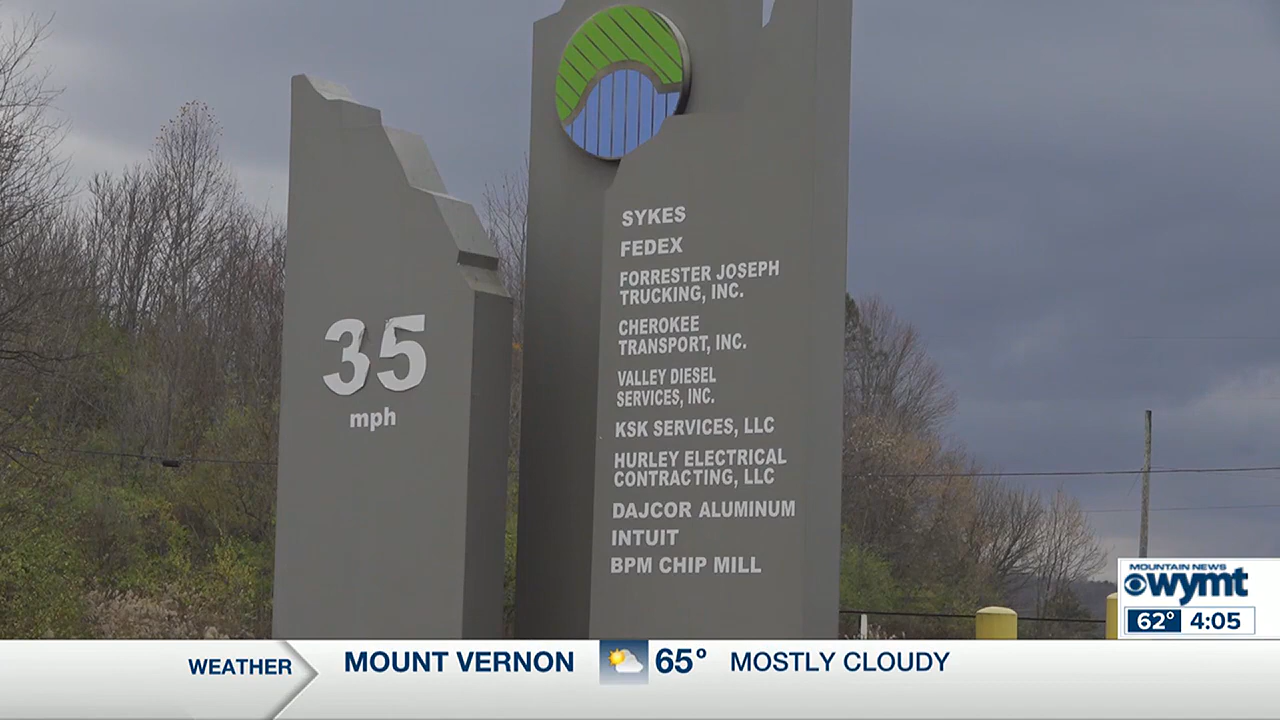 35
mph
SYKES
FEDEX
FORRESTER JOSEPH
TRUCKING, INC.
CHEROKEE
TRANSPORT, INC.
VALLEY DIESEL
SERVICES, INC.
KSK SERVICES, LLC
HURLEY ELECTRICAL
CONTRACTING, LLC
DAJCOR ALUMINUM
INTUIT
BPM CHIP MILL
MOUNTAIN NEWS
wymt
62° 4:05
WEATHER MOUNT VERNON 65° MOSTLY CLOUDY